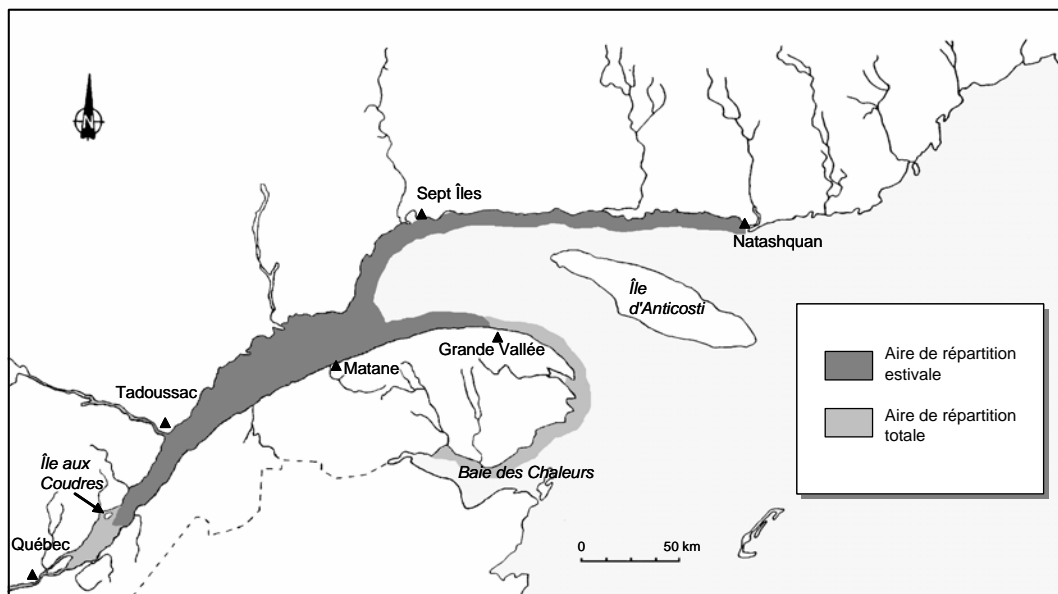 N
Sept Îles
Natashquan
Île
d'Anticosti
Grande Vallée
Matane
Tadoussac
Île aux
Coudres
Baie des Chaleurs
Québec
0 50 km
Aire de répartition
estivale
Aire de répartition
totale